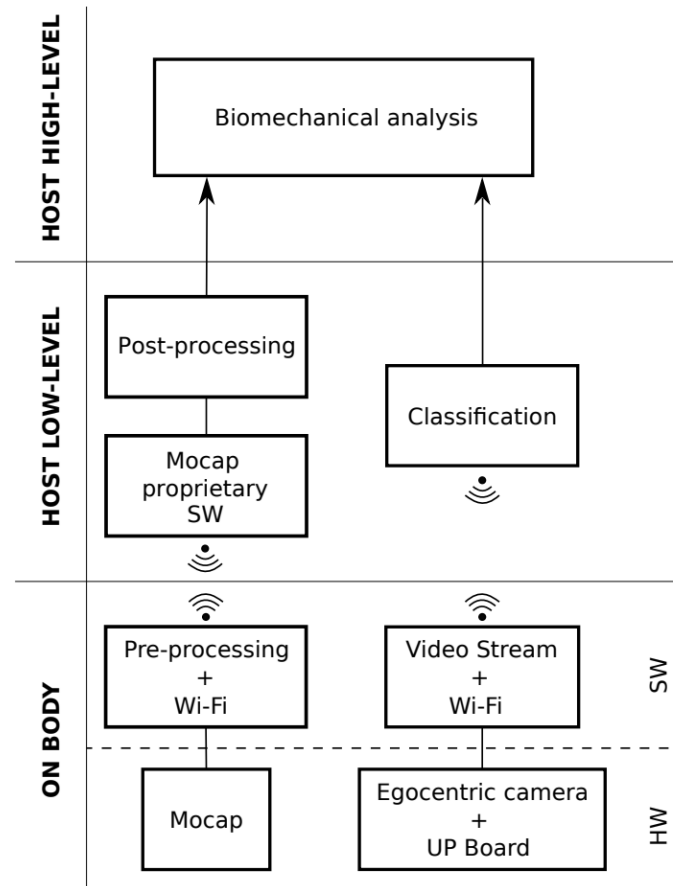 HOST HIGH-LEVEL
Biomechanical analysis
HOST LOW-LEVEL
Post-processing
Classification
Mocap
proprietary
SW
ON BODY
Pre-processing
+
Wi-Fi
Video Stream
+
Wi-Fi
SW
Mocap
Egocentric camera
+
UP Board
HW